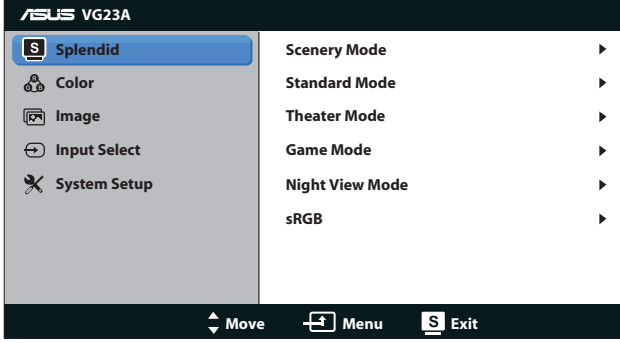 ASUS VG23A
S Splendid
Color
Image
Input Select
System Setup
Scenery Mode
Standard Mode
Theater Mode
Game Mode
Night View Mode
sRGB
Move Menu S Exit